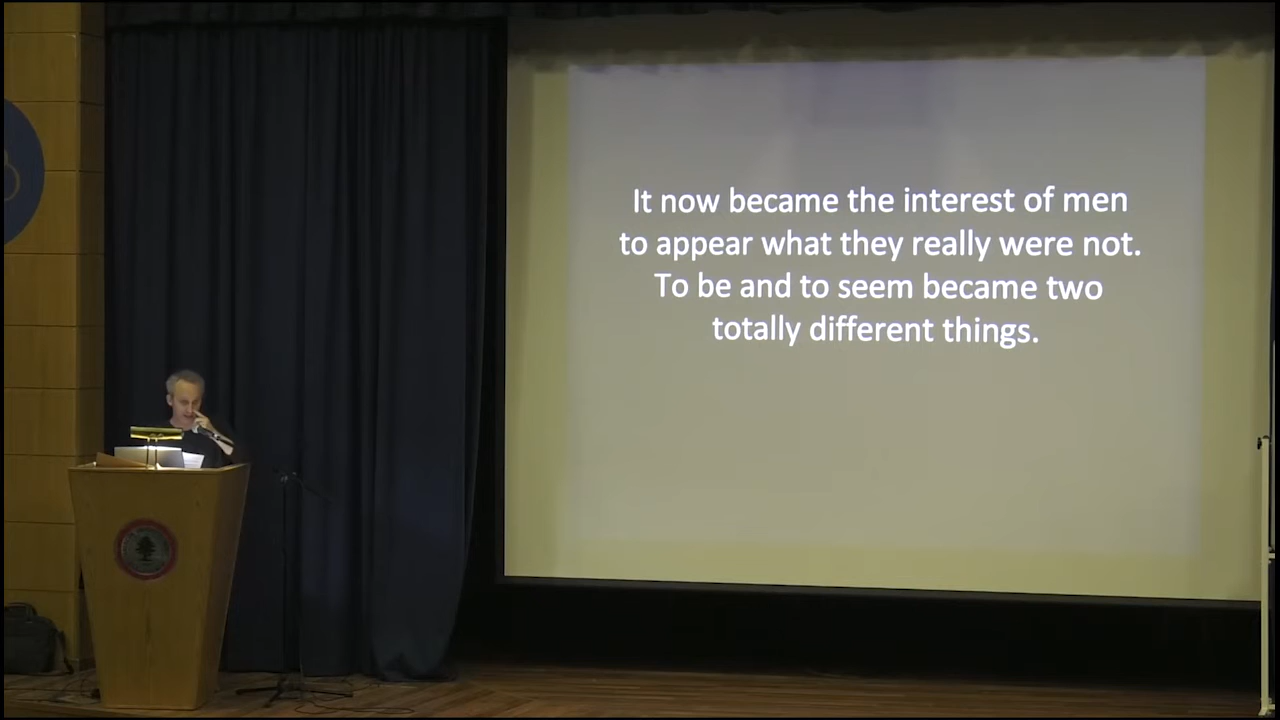 It now became the interest of men
to appear what they really were not.
To be and to seem became two
totally different things.